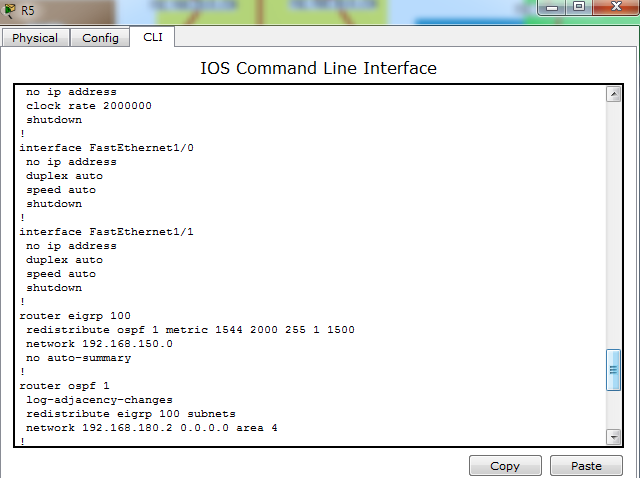 R5
Physical Config CLI
IOS Command Line Interface
no ip address
clock rate 2000000
shutdown
!
interface FastEthernet1/0
no ip address
duplex auto
speed auto
shutdown
!
interface FastEthernet1/1
no ip address
duplex auto
speed auto
shutdown
!
router eigrp 100
redistribute ospf 1 metric 1544 2000 255 1 1500
network 192.168.150.0
no auto-summary
!
router ospf 1
log-adjacency-changes
redistribute eigrp 100 subnets
network 192.168.180.2 0.0.0.0 area 4
!
Copy Paste